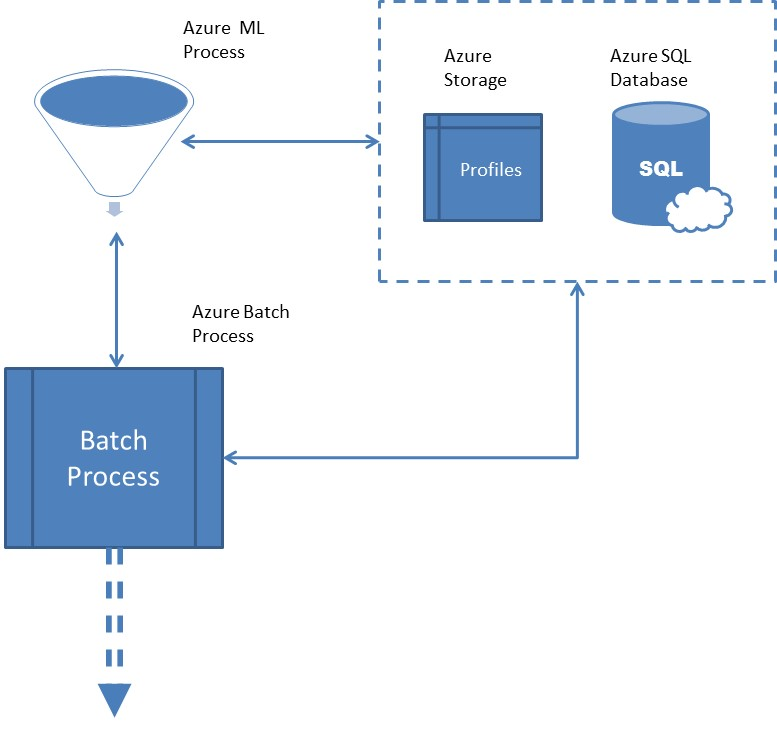 Azure ML
Process
Azure
Storage
Azure SQL
Database
Profiles
SQL
Azure Batch
Process
Batch
Process